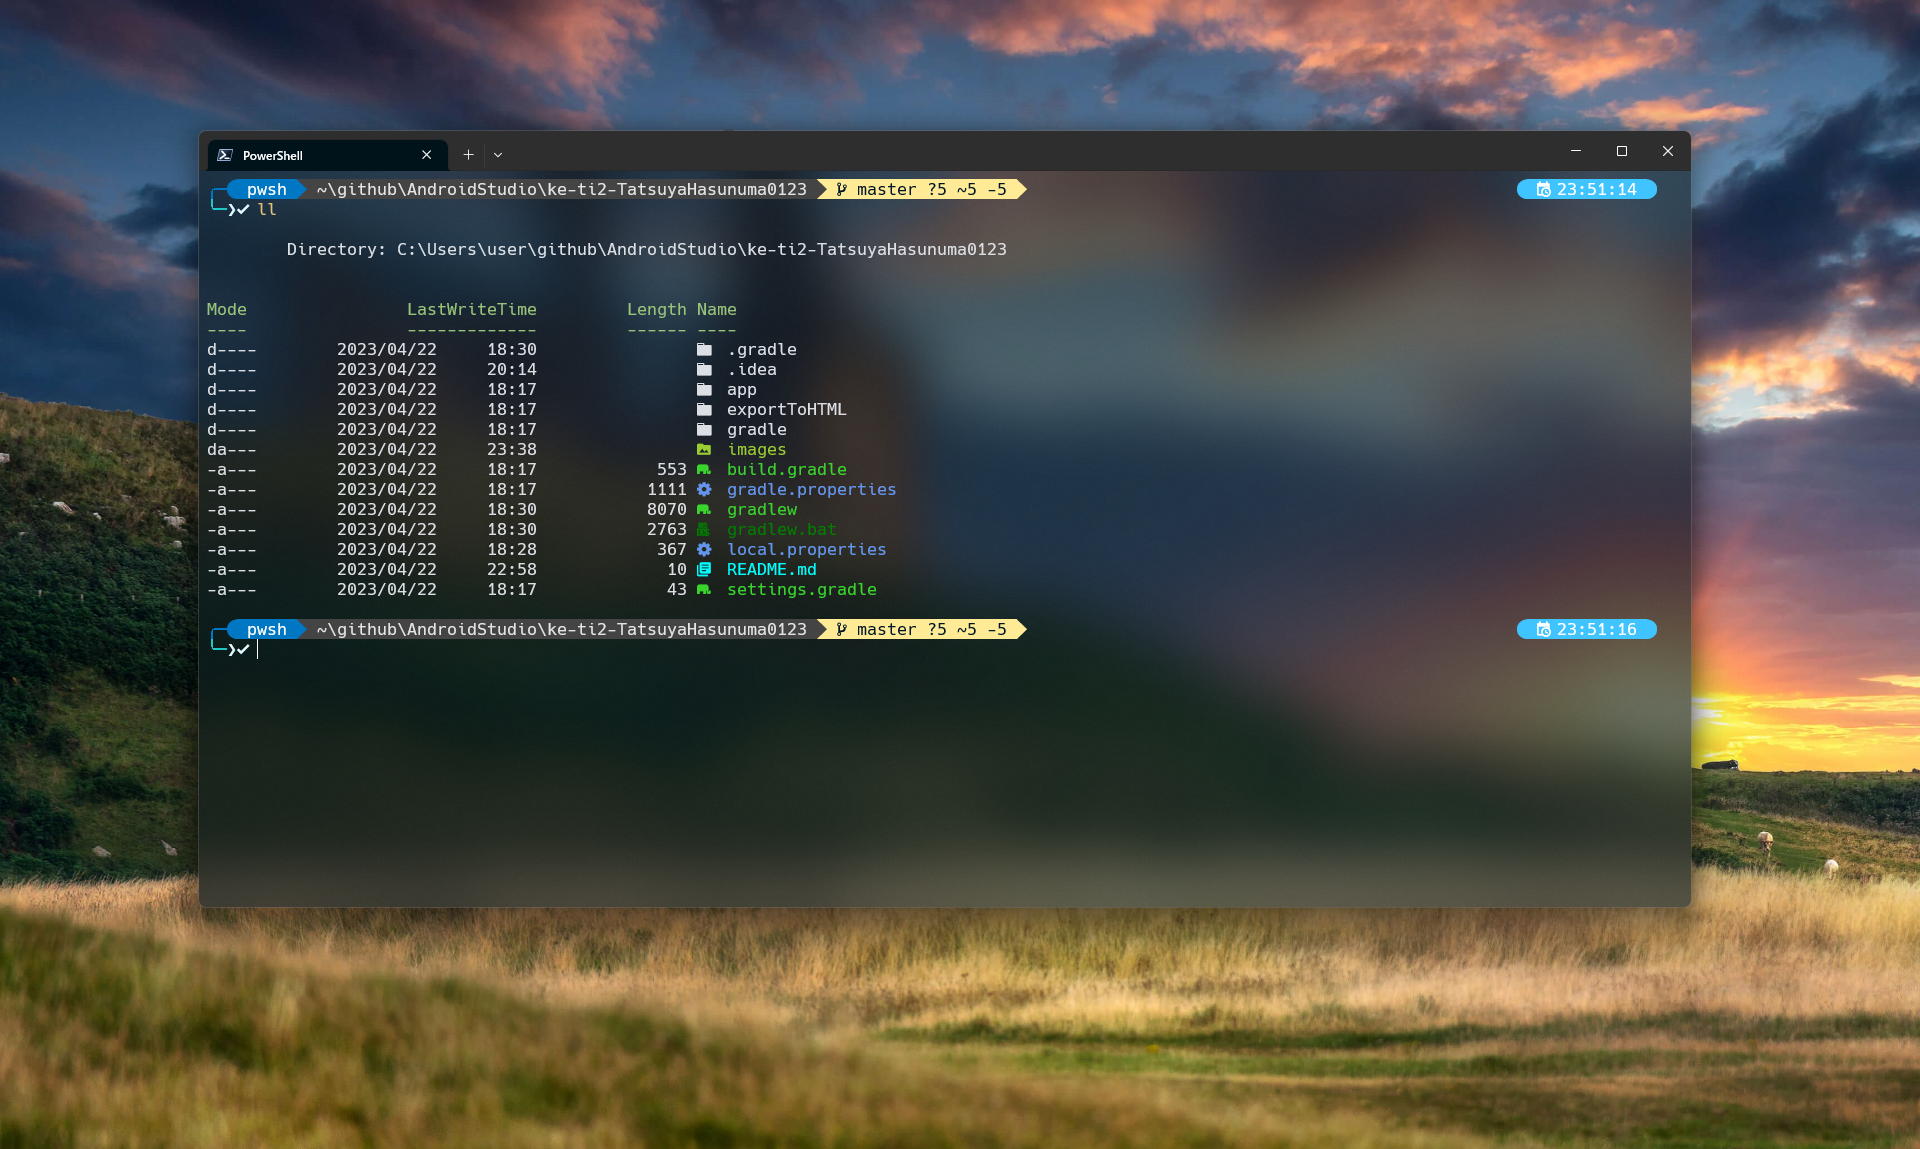 PowerShell
pwsh ~\github\AndroidStudio\ke-ti2-TatsuyaHasunuma0123 master ?5 ~5 -5 23:51:14
ll
Directory: C:\Users\user\github\AndroidStudio\ke-ti2-TatsuyaHasunuma0123
Mode LastWriteTime Length Name
---- ------------- ------ ----
d---- 2023/04/22 18:30 .gradle
d---- 2023/04/22 20:14 .idea
d---- 2023/04/22 18:17 app
d---- 2023/04/22 18:17 exportToHTML
d---- 2023/04/22 18:17 gradle
da--- 2023/04/22 23:38 images
-a--- 2023/04/22 18:17 553 build.gradle
-a--- 2023/04/22 18:17 1111 gradle.properties
-a--- 2023/04/22 18:30 8070 gradlew
-a--- 2023/04/22 18:30 2763 gradlew.bat
-a--- 2023/04/22 18:28 367 local.properties
-a--- 2023/04/22 22:58 10 README.md
-a--- 2023/04/22 18:17 43 settings.gradle
pwsh ~\github\AndroidStudio\ke-ti2-TatsuyaHasunuma0123 master ?5 ~5 -5 23:51:16